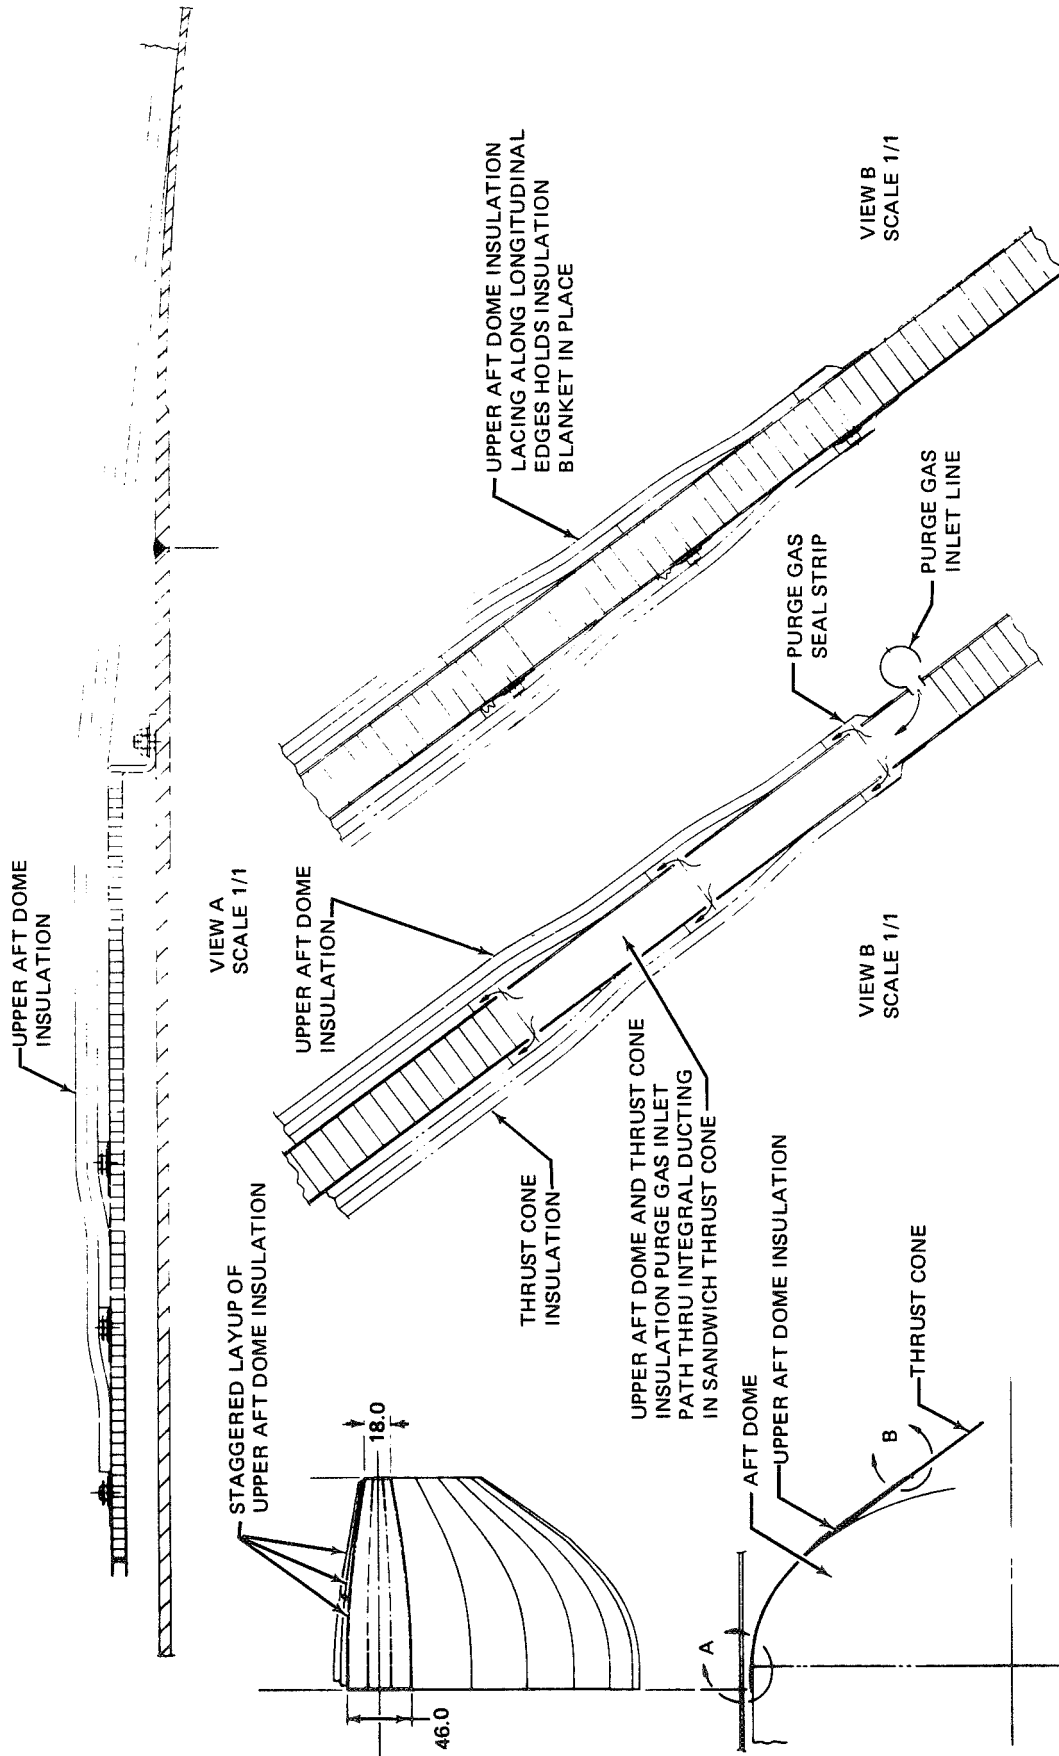 UPPER AFT DOME
INSULATION
VIEW A
SCALE 1/1
UPPER AFT DOME INSULATION
LACING ALONG LONGITUDINAL
EDGES HOLDS INSULATION
BLANKET IN PLACE
VIEW B
SCALE 1/1
STAGGERED LAYUP OF
UPPER AFT DOME INSULATION
18.0
46.0
UPPER AFT DOME
INSULATION
THRUST CONE
INSULATION
PURGE GAS
SEAL STRIP
PURGE GAS
INLET LINE
UPPER AFT DOME AND THRUST CONE
INSULATION PURGE GAS INLET
PATH THRU INTEGRAL DUCTING
IN SANDWICH THRUST CONE
VIEW B
SCALE 1/1
AFT DOME
UPPER AFT DOME INSULATION
THRUST CONE
A
B